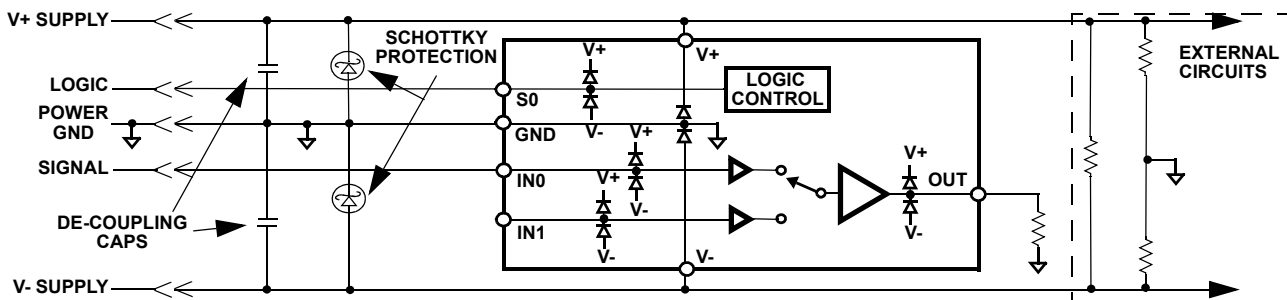 V+ SUPPLY
SCHOTTKY
PROTECTION
V+
V+
EXTERNAL
CIRCUITS
LOGIC
S0
LOGIC
CONTROL
POWER
GND
V-
GND
V+
SIGNAL
IN0
V+
V+
OUT
DE-COUPLING
CAPS
V-
IN1
V-
V-
V- SUPPLY
V-